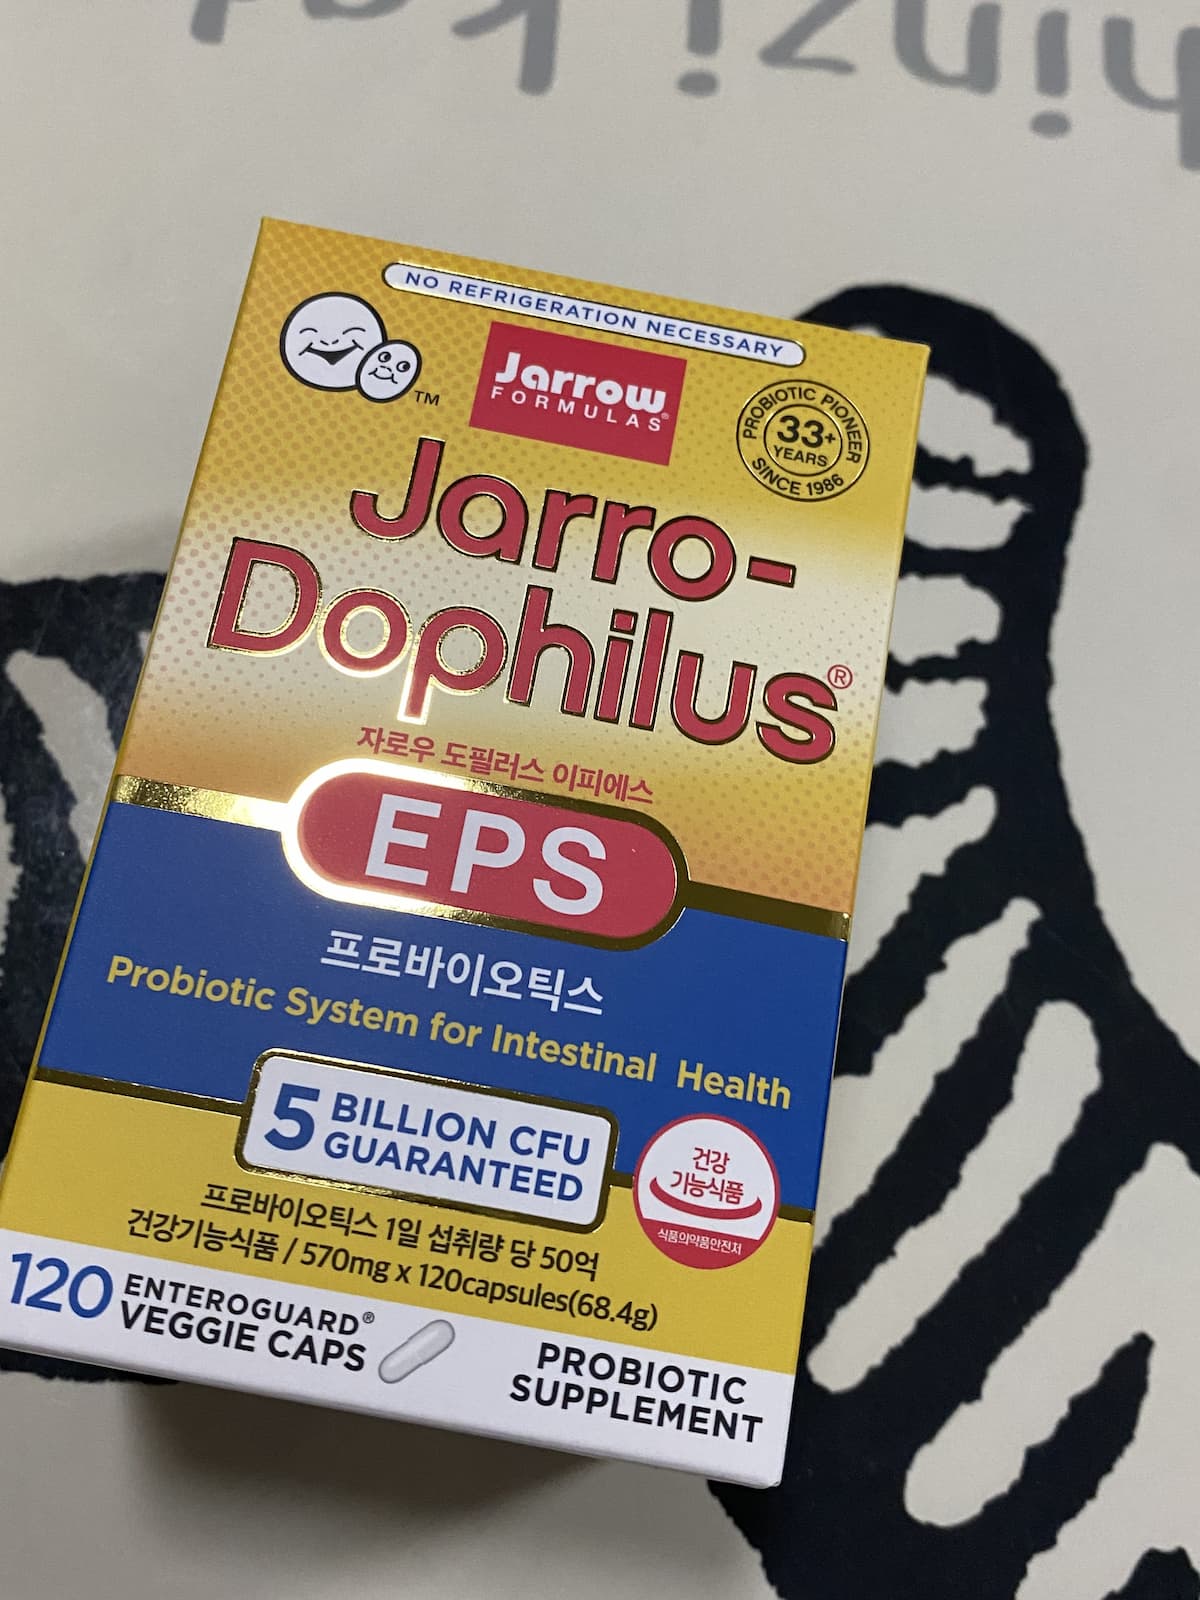 NO REFRIGERATION NECESSARY
TM
Jarrow
FORMULAS®
PROBIOTIC PIONEER
33+
YEARS
SINCE 1986
Jarro-
Dophilus®
자로우 도필러스 이피에스
EPS
프로바이오틱스
Probiotic System for Intestinal Health
5 BILLION CFU
GUARANTEED
건강
기능식품
식품의약품안전처
프로바이오틱스 1일 섭취량 당 50억
건강기능식품 / 570mg x 120capsules(68.4g)
120 ENTEROGUARD®
VEGGIE CAPS
PROBIOTIC
SUPPLEMENT